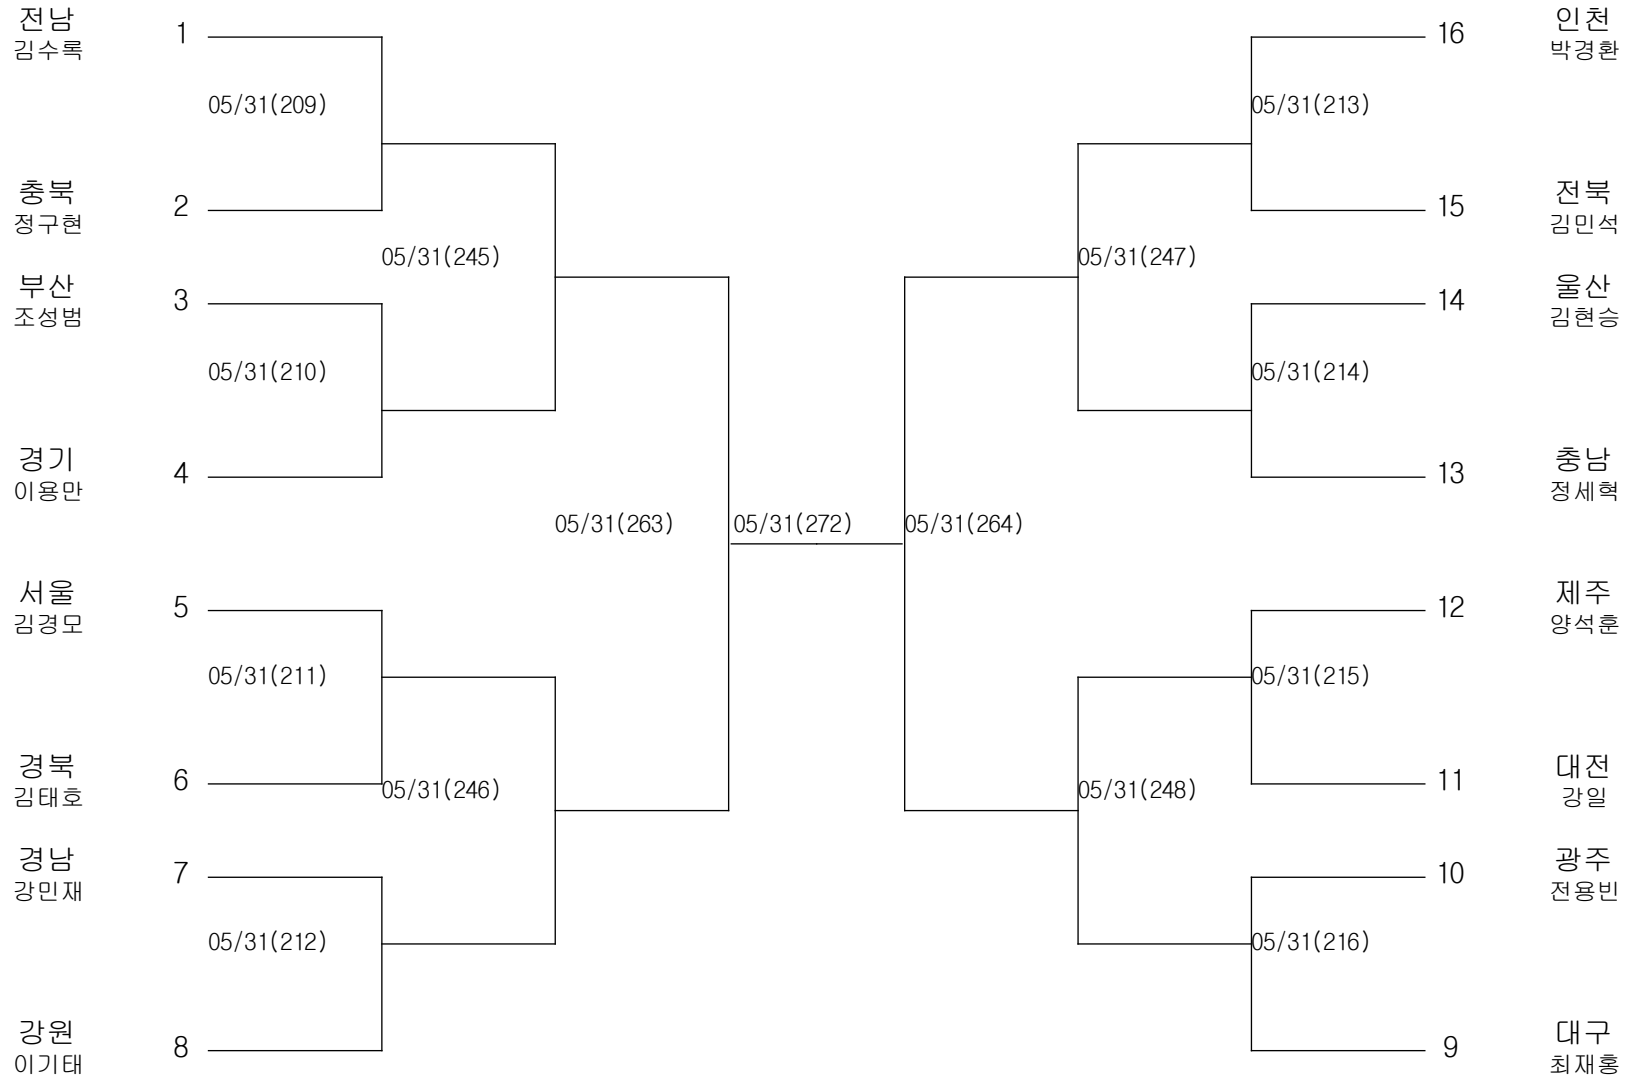 전남
김수록
1
05/31(209)
충북
정구현
2
05/31(245)
부산
조성범
3
05/31(210)
경기
이용만
4
05/31(263)
05/31(272)
05/31(264)
서울
김경모
5
05/31(211)
경북
김태호
6
05/31(246)
경남
강민재
7
05/31(212)
강원
이기태
8
16
인천
박경환
05/31(213)
15
전북
김민석
05/31(247)
14
울산
김현승
05/31(214)
13
충남
정세혁
12
제주
양석훈
05/31(215)
11
대전
강일
05/31(248)
10
광주
전용빈
05/31(216)
9
대구
최재홍